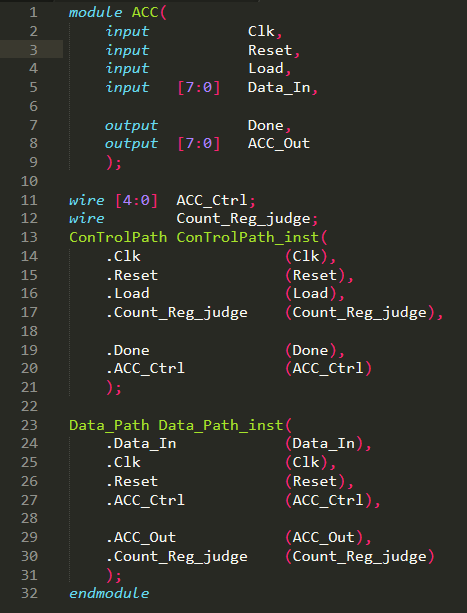 1 module ACC(
2 input Clk,
3 input Reset,
4 input Load,
5 input [7:0] Data_In,
6
7 output Done,
8 output [7:0] ACC_Out
9 );
10
11 wire [4:0] ACC_Ctrl;
12 wire Count_Reg_judge;
13 ConTrolPath ConTrolPath_inst(
14 .Clk (Clk),
15 .Reset (Reset),
16 .Load (Load),
17 .Count_Reg_judge (Count_Reg_judge),
18
19 .Done (Done),
20 .ACC_Ctrl (ACC_Ctrl)
21 );
22
23 Data_Path Data_Path_inst(
24 .Data_In (Data_In),
25 .Clk (Clk),
26 .Reset (Reset),
27 .ACC_Ctrl (ACC_Ctrl),
28
29 .ACC_Out (ACC_Out),
30 .Count_Reg_judge (Count_Reg_judge)
31 );
32 endmodule